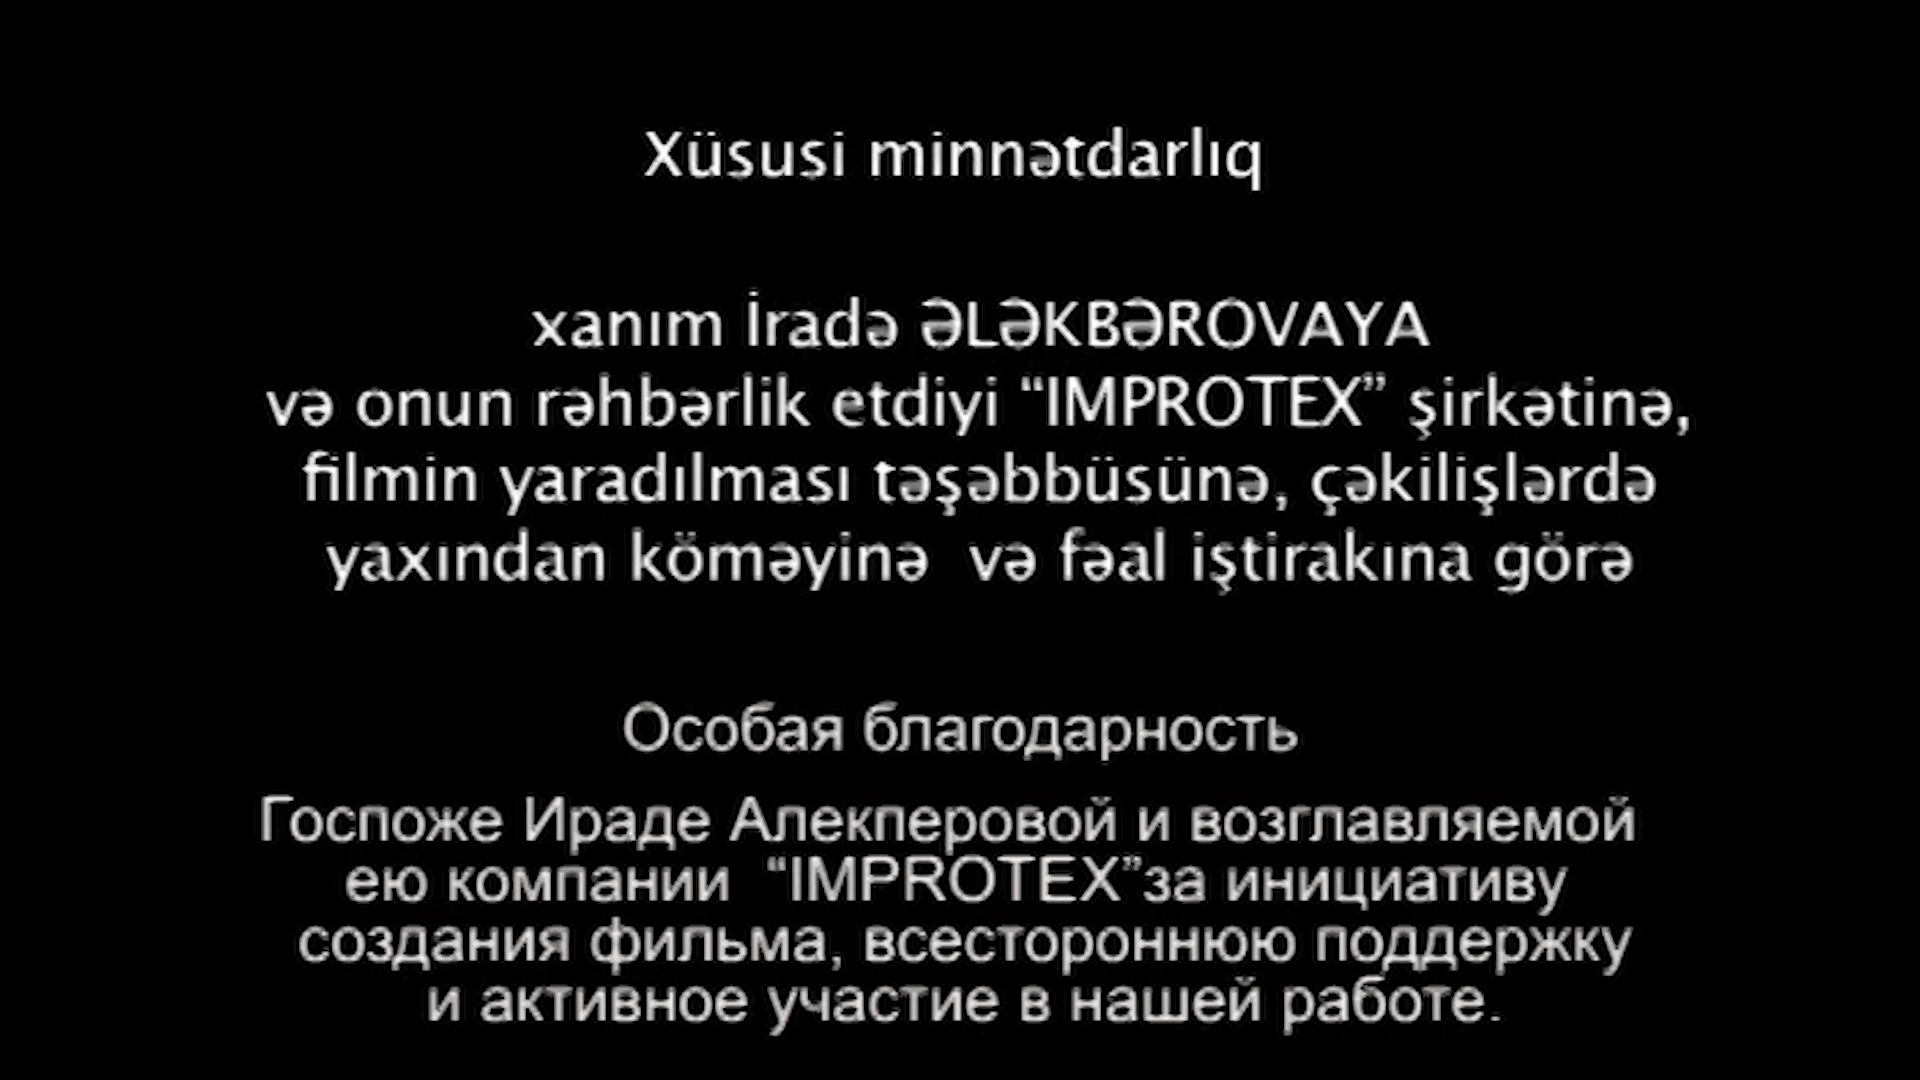 Xüsusi minnətdarlıq
xanım İradə ƏLƏKBƏROVAYA
və onun rəhbərlik etdiyi “IMPROTEX” şirkətinə,
filmin yaradılması təşəbbüsünə, çəkilişlərdə
yaxından köməyinə və fəal iştirakına görə
Особая благодарность
Госпоже Ираде Алекперовой и возглавляемой
ею компании “IMPROTEX”за инициативу
создания фильма, всестороннюю поддержку
и активное участие в нашей работе.